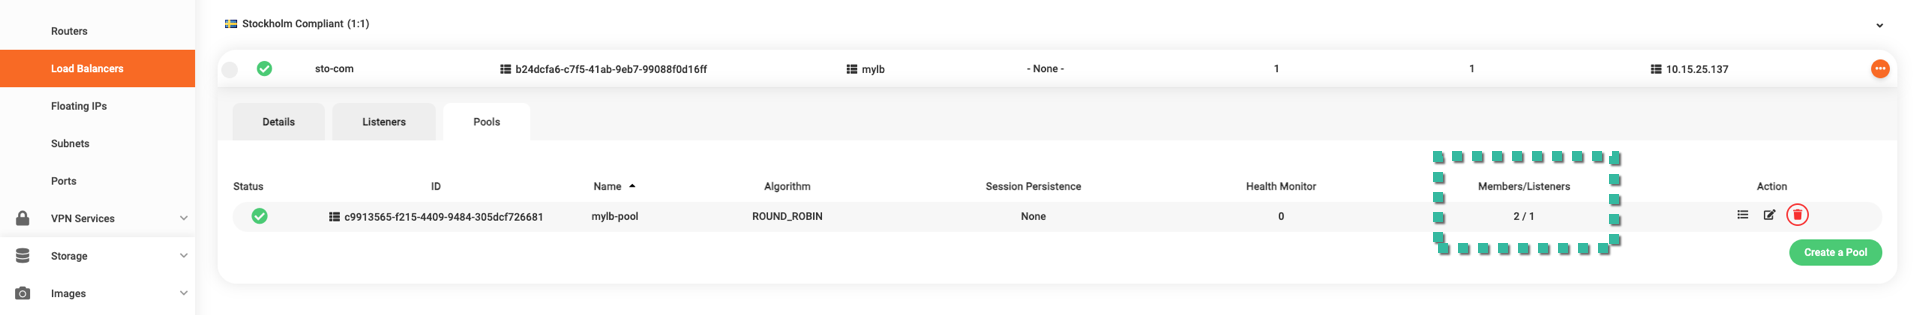 Routers
Load Balancers
Floating IPs
Subnets
Ports
VPN Services
Storage
Images
Stockholm Compliant (1:1)
sto-com b24dcfa6-c7f5-41ab-9eb7-99088f0d16ff mylb - None - 1 1 10.15.25.137
Details Listeners Pools
Status ID Name Algorithm Session Persistence Health Monitor Members/Listeners Action
c9913565-f215-4409-9484-305dcf726681 mylb-pool ROUND_ROBIN None 0 2 / 1
Create a Pool